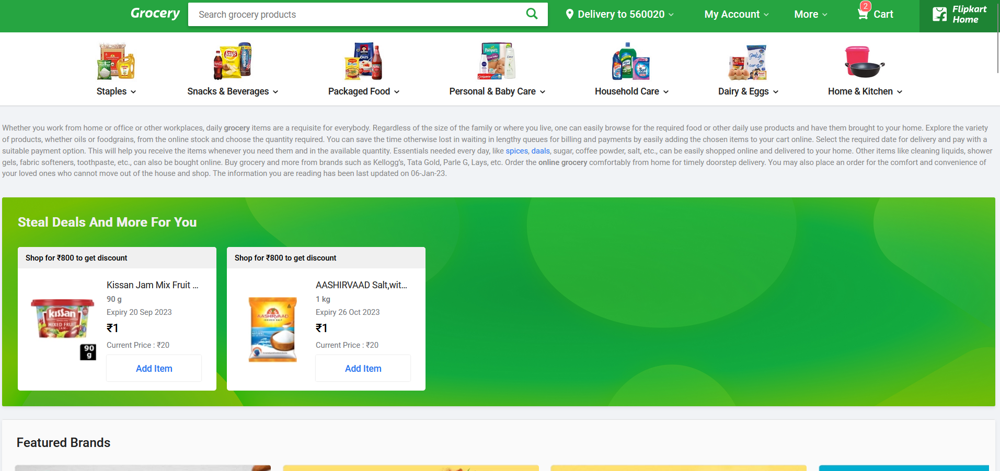 Grocery
Search grocery products
Delivery to 560020
My Account
More
2
Cart
Flipkart
Home
Staples
Snacks & Beverages
Packaged Food
Personal & Baby Care
Household Care
Dairy & Eggs
Home & Kitchen
Whether you work from home or office or other workplaces, daily grocery items are a requisite for everybody. Regardless of the size of the family or where you live, one can easily browse for the required food or other daily use products and have them brought to your home. Explore the variety
of products, whether oils or foodgrains, from the online stock and choose the quantity required. You can save the time otherwise lost in waiting in lengthy queues for billing and payments by easily adding the chosen items to your cart online. Select the required date for delivery and pay with a
suitable payment option. This will help you receive the items whenever you need them and in the available quantity. Essentials needed every day, like spices, daals, sugar, coffee powder, salt, etc., can be easily shopped online and delivered to your home. Other items like cleaning liquids, shower
gels, fabric softeners, toothpaste, etc., can also be bought online. Buy grocery and more from brands such as Kellogg's, Tata Gold, Parle G, Lays, etc. Order the online grocery comfortably from home for timely doorstep delivery. You may also place an order for the comfort and convenience of
your loved ones who cannot move out of the house and shop. The information you are reading has been last updated on 06-Jan-23.
Steal Deals And More For You
Shop for ₹800 to get discount
Kissan Jam Mix Fruit ...
90 g
Expiry 20 Sep 2023
₹1
Current Price : ₹20
Add Item
Kissan
MIXED FRUIT
JAM
90
g
Shop for ₹800 to get discount
AASHIRVAAD Salt,wit...
1 kg
Expiry 26 Oct 2023
₹1
Current Price : ₹20
Add Item
AASHIRVAAD
Featured Brands